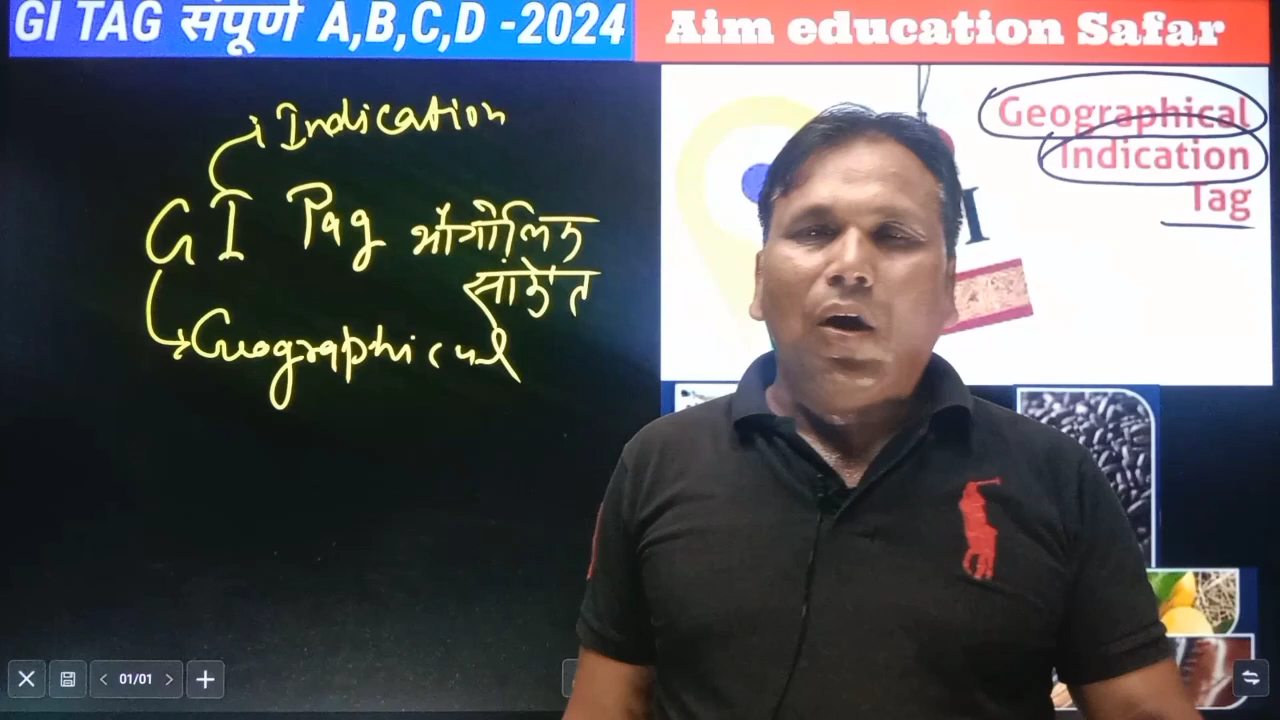 GI TAG संपूर्ण A,B,C,D -2024
Aim education Safar
Indication
GI Tag भौगोलिक
सांकेत
Geographical
Geographical
Indication
Tag
I
01/01